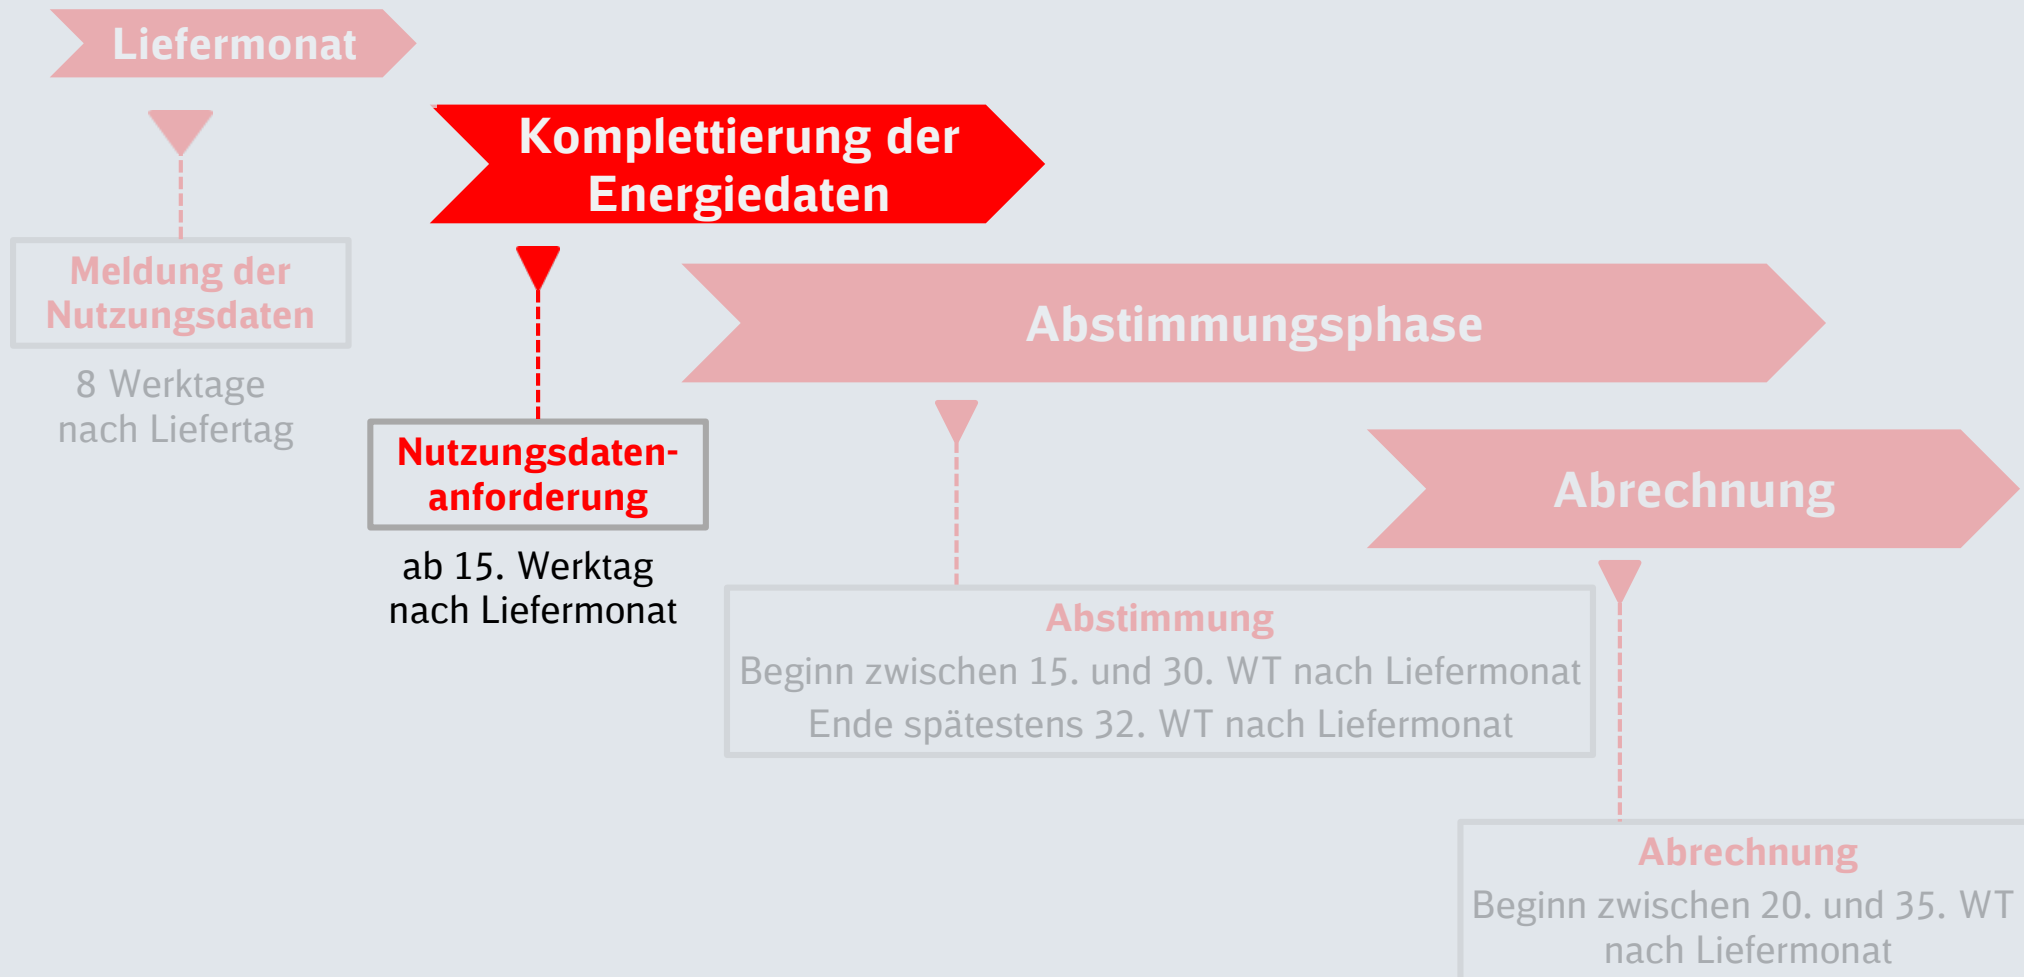 Liefermonat
Komplettierung der
Energiedaten
Meldung der
Nutzungsdaten
8 Werktage
nach Liefertag
Abstimmungsphase
Nutzungsdaten-
anforderung
ab 15. Werktag
nach Liefermonat
Abrechnung
Abstimmung
Beginn zwischen 15. und 30. WT nach Liefermonat
Ende spätestens 32. WT nach Liefermonat
Abrechnung
Beginn zwischen 20. und 35. WT
nach Liefermonat